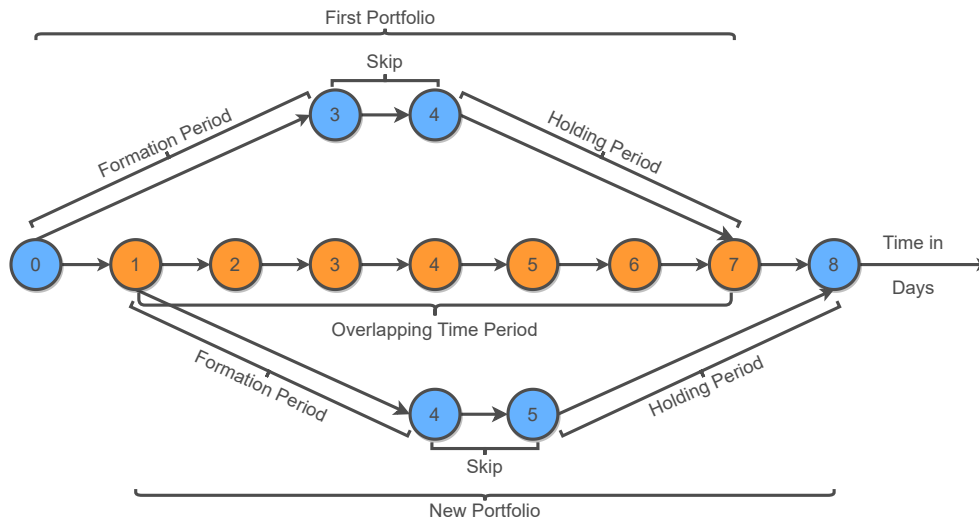 First Portfolio
Skip
3
4
Formation Period
Holding Period
0
1
2
3
4
5
6
7
8
Time in
Days
Overlapping Time Period
Formation Period
Holding Period
4
5
Skip
New Portfolio